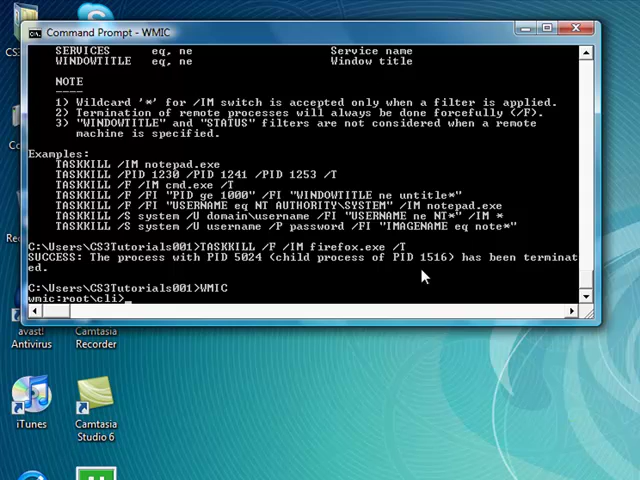 Command Prompt - WMIC
SERVICES eq, ne Service name
WINDOWTITLE eq, ne Window title
NOTE
----
1) Wildcard '*' for /IM switch is accepted only when a filter is applied.
2) Termination of remote processes will always be done forcefully (/F).
3) "WINDOWTITLE" and "STATUS" filters are not considered when a remote
machine is specified.
Examples:
TASKKILL /IM notepad.exe
TASKKILL /PID 1230 /PID 1241 /PID 1253 /T
TASKKILL /F /IM cmd.exe /T
TASKKILL /F /FI "PID ge 1000" /FI "WINDOWTITLE ne untitle*"
TASKKILL /F /FI "USERNAME eq NT AUTHORITY\SYSTEM" /IM notepad.exe
TASKKILL /S system /U domain\username /FI "USERNAME ne NT*" /IM *
TASKKILL /S system /U username /P password /FI "IMAGENAME eq note*"
C:\Users\CS3Tutorials001>TASKKILL /F /IM firefox.exe /T
SUCCESS: The process with PID 5024 (child process of PID 1516) has been terminat
ed.
C:\Users\CS3Tutorials001>WMIC
wmic:root\cli>_
avast!
Antivirus
Camtasia
Recorder
iTunes
Camtasia
Studio 6